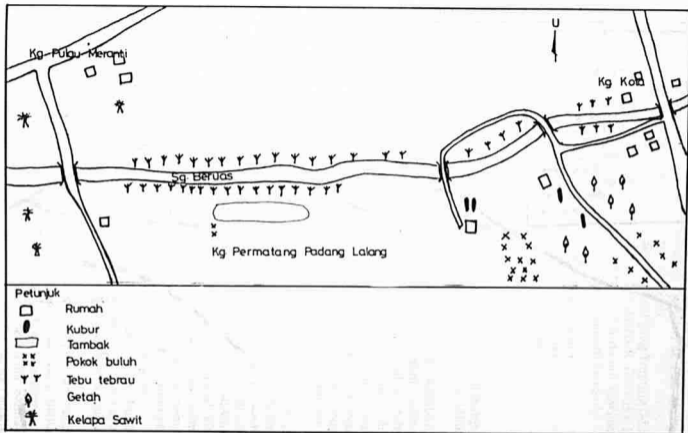 U
Kg Pulau Meranti
Kg Kota
Sg. Beruas
Kg Permatang Padang Lalang
Petunjuk
Rumah
Kubur
Tambak
Pokok buluh
Tebu tebrau
Getah
Kelapa Sawit